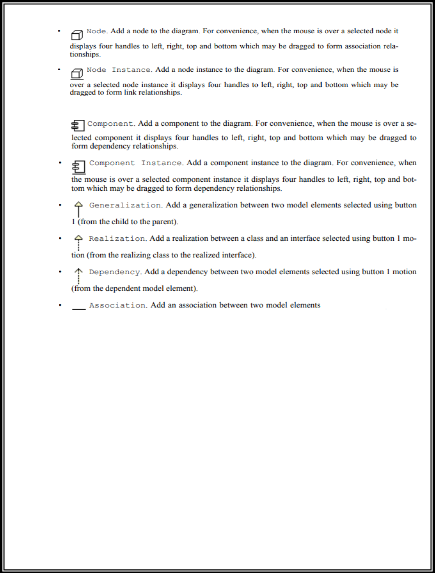 • Node. Add a node to the diagram. For convenience, when the mouse is over a selected node it
displays four handles to left, right, top and bottom which may be dragged to form association rela-
tionships.
• Node Instance. Add a node instance to the diagram. For convenience, when the mouse is
over a selected node instance it displays four handles to left, right, top and bottom which may be
dragged to form link relationships.
Component. Add a component to the diagram. For convenience, when the mouse is over a se-
lected component it displays four handles to left, right, top and bottom which may be dragged to
form dependency relationships.
• Component Instance. Add a component instance to the diagram. For convenience, when
the mouse is over a selected component instance it displays four handles to left, right, top and bot-
tom which may be dragged to form dependency relationships.
• Generalization. Add a generalization between two model elements selected using button
1 (from the child to the parent).
• Realization. Add a realization between a class and an interface selected using button 1 mo-
tion (from the realizing class to the realized interface).
• Dependency. Add a dependency between two model elements selected using button 1 motion
(from the dependent model element).
• Association. Add an association between two model elements